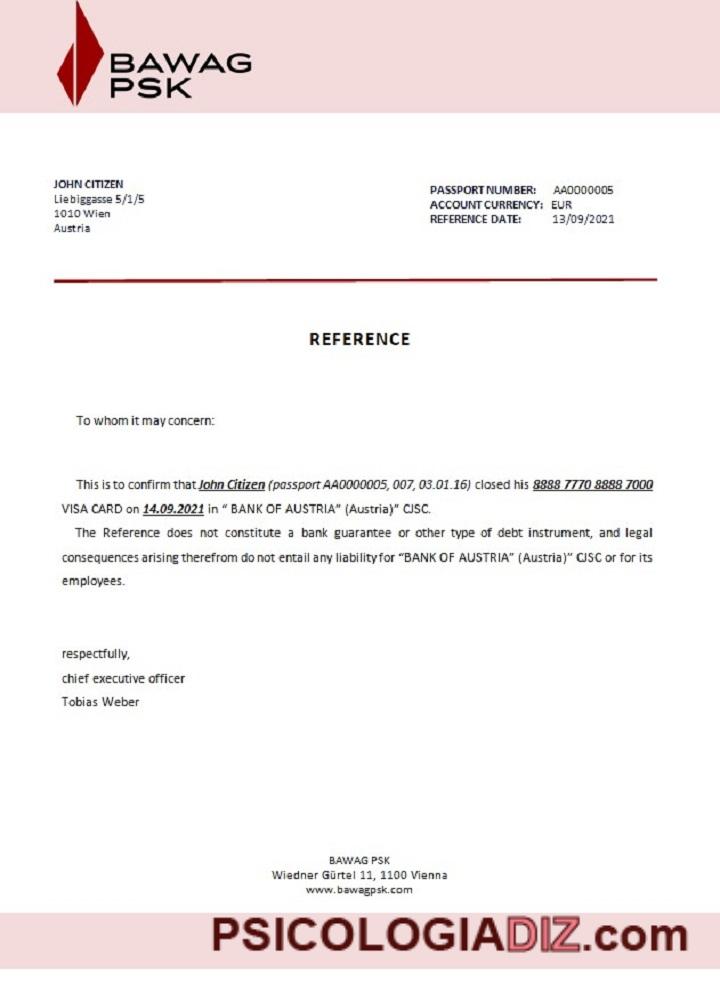 BAWAG
PSK
JOHN CITIZEN
Liebiggasse 5/1/5
1010 Wien
Austria
PASSPORT NUMBER: AA0000005
ACCOUNT CURRENCY: EUR
REFERENCE DATE: 13/09/2021
REFERENCE
To whom it may concern:
This is to confirm that John Citizen (passport AA0000005, 007, 03.01.16) closed his 8888 7770 8888 7000
VISA CARD on 14.09.2021 in “ BANK OF AUSTRIA” (Austria)” CJSC.
The Reference does not constitute a bank guarantee or other type of debt instrument, and legal
consequences arising therefrom do not entail any liability for “BANK OF AUSTRIA” (Austria)” CJSC or for its
employees.
respectfully,
chief executive officer
Tobias Weber
BAWAG PSK
Wiedner Gürtel 11, 1100 Vienna
www.bawagpsk.com
PSICOLOGIADIZ.com